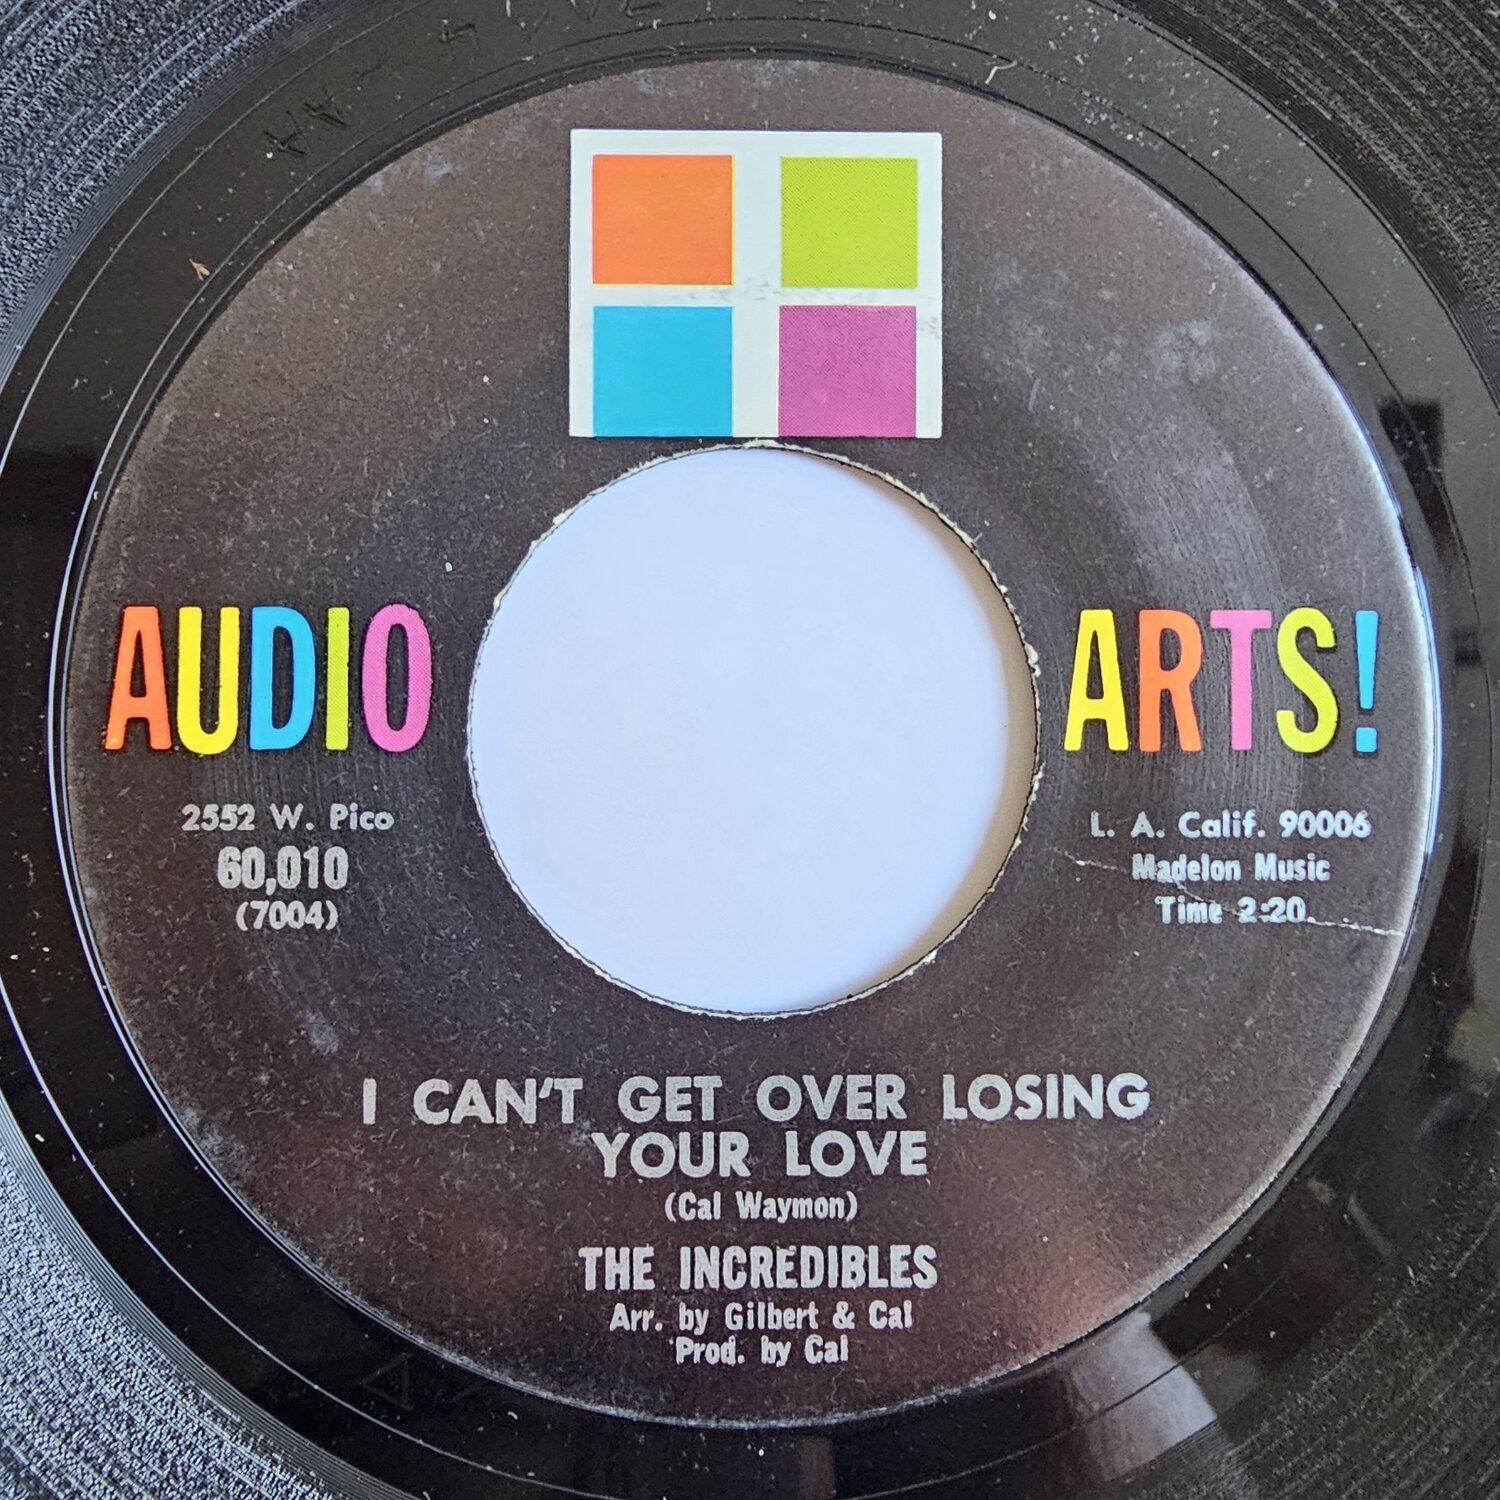 AUDIO ARTS!
2552 W. Pico
60,010
(7004)
L. A. Calif. 90006
Madelon Music
Time 2:20
I CAN'T GET OVER LOSING
YOUR LOVE
(Cal Waymon)
THE INCREDIBLES
Arr. by Gilbert & Cal
Prod. by Cal